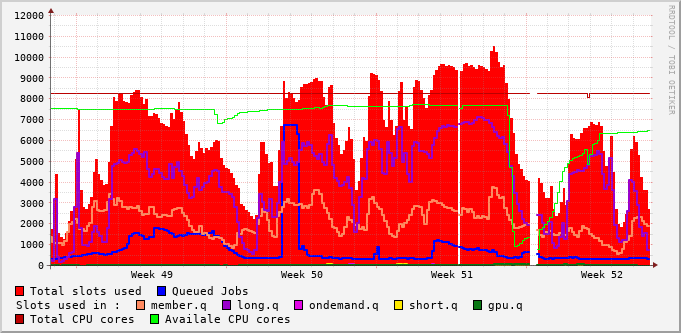 12000
11000
10000
9000
8000
7000
6000
5000
4000
3000
2000
1000
0
Week 49 Week 50 Week 51 Week 52
Total slots used Queued Jobs
Slots used in : member.q long.q ondemand.q short.q gpu.q
Total CPU cores Availale CPU cores
RRDTOOL / TOBI OETIKER